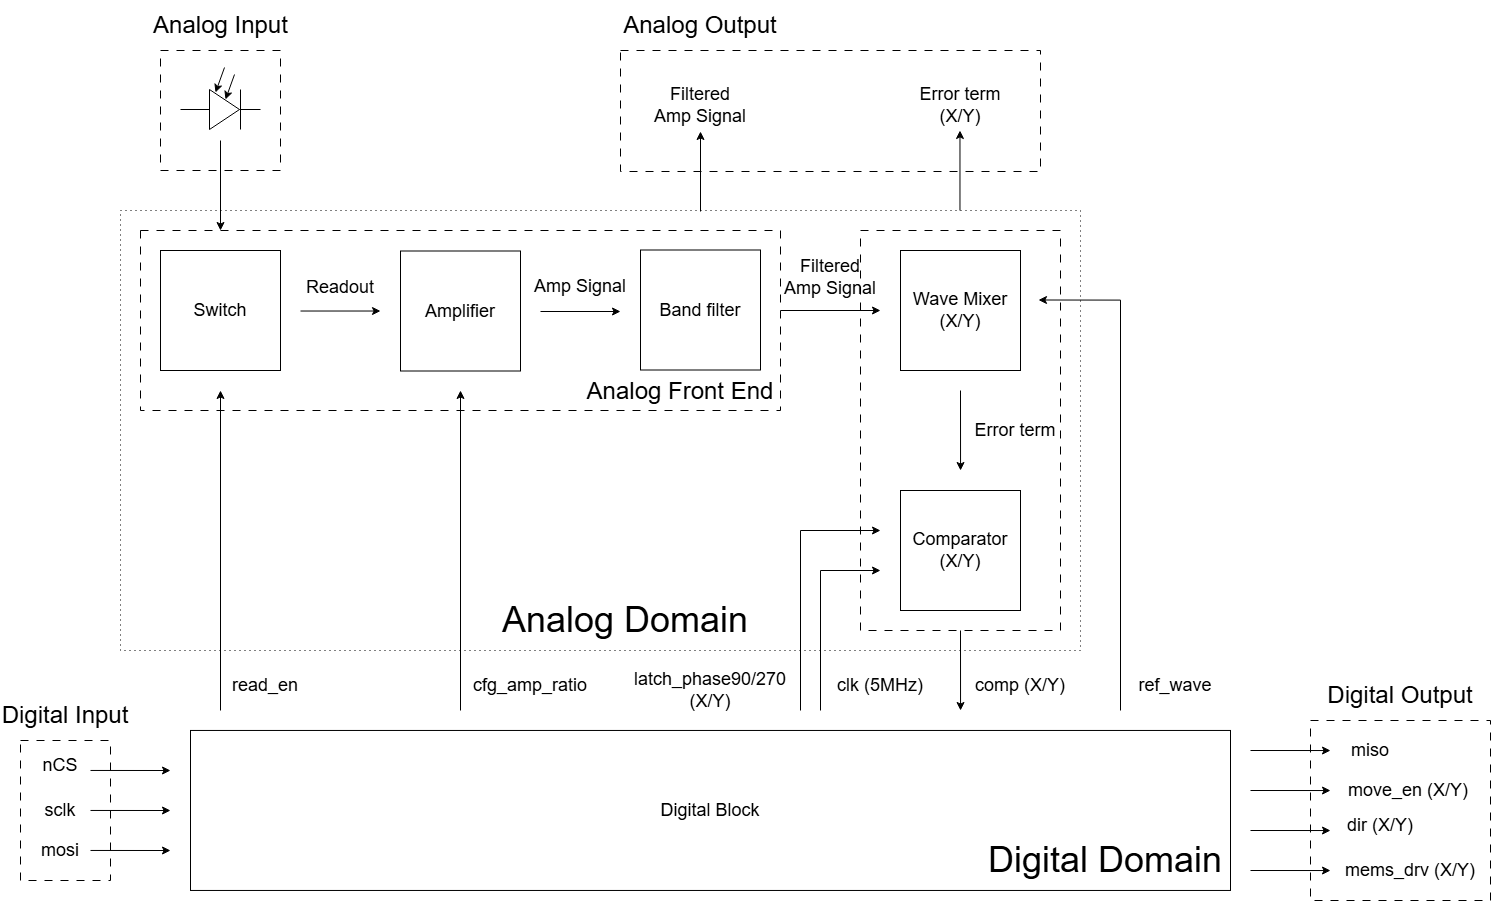 Analog Input
Analog Output
Filtered
Amp Signal
Error term
(X/Y)
Switch
Readout
Amplifier
Amp Signal
Band filter
Analog Front End
Filtered
Amp Signal
Wave Mixer
(X/Y)
Error term
Comparator
(X/Y)
Analog Domain
read_en
cfg_amp_ratio
latch_phase90/270
(X/Y)
clk (5MHz)
comp (X/Y)
ref_wave
Digital Input
nCS
sclk
mosi
Digital Block
Digital Domain
Digital Output
miso
move_en (X/Y)
dir (X/Y)
mems_drv (X/Y)